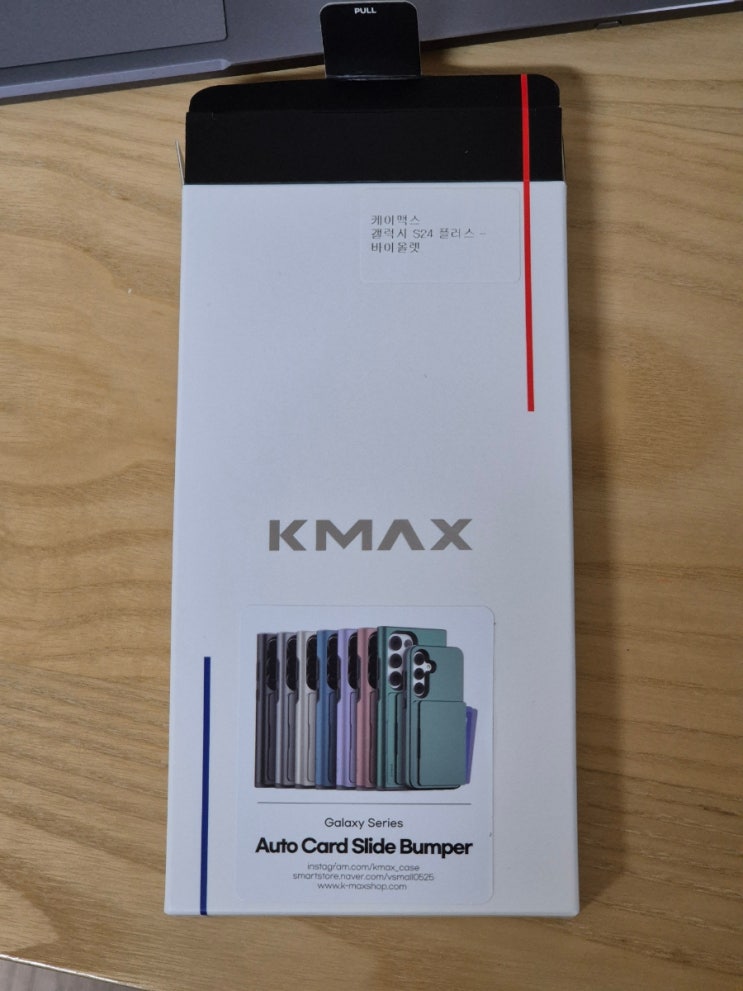 PULL
케이맥스
갤럭시 S24 플러스 -
바이올렛
KMAX
Galaxy Series
Auto Card Slide Bumper
instagram.com/kmax_case
smartstore.naver.com/vsmall0525
www.k-maxshop.com